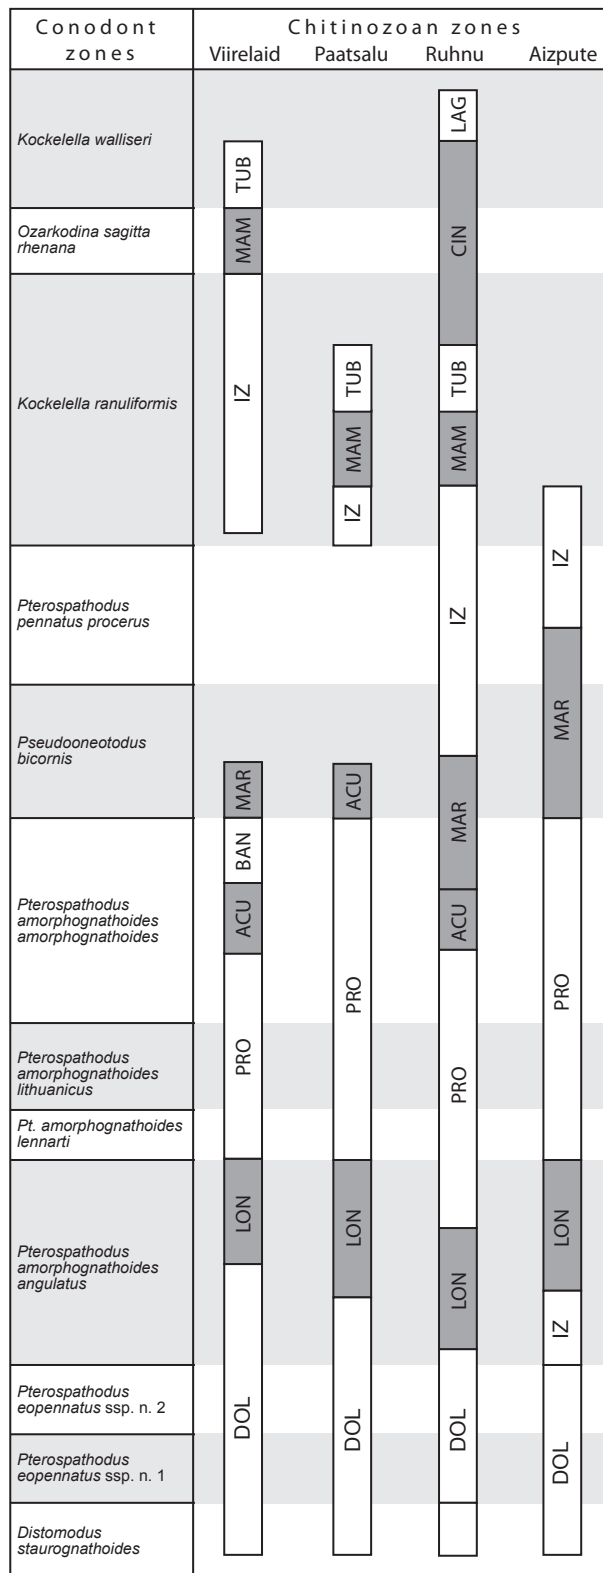 Conodont zones
Chitinozoan zones
Viirelaid Paatsalu Ruhnu Aizpute
Kockelella walliseri
Ozarkodina sagitta
rhenana
Kockelella ranuliformis
Pterospathodus
pennatus procerus
Pseudooneotodus
bicornis
Pterospathodus
amorphognathoides
amorphognathoides
Pterospathodus
amorphognathoides
lithuanicus
Pt. amorphognathoides
lennarti
Pterospathodus
amorphognathoides
angulatus
Pterospathodus
eopennatus ssp. n. 2
Pterospathodus
eopennatus ssp. n. 1
Distomodus
staurognathoides
TUB
MAM
IZ
MAR
BAN
ACU
PRO
LON
DOL
TUB
MAM
IZ
ACU
PRO
LON
DOL
LAG
CIN
TUB
MAM
IZ
MAR
ACU
PRO
LON
DOL
IZ
MAR
PRO
LON
IZ
DOL